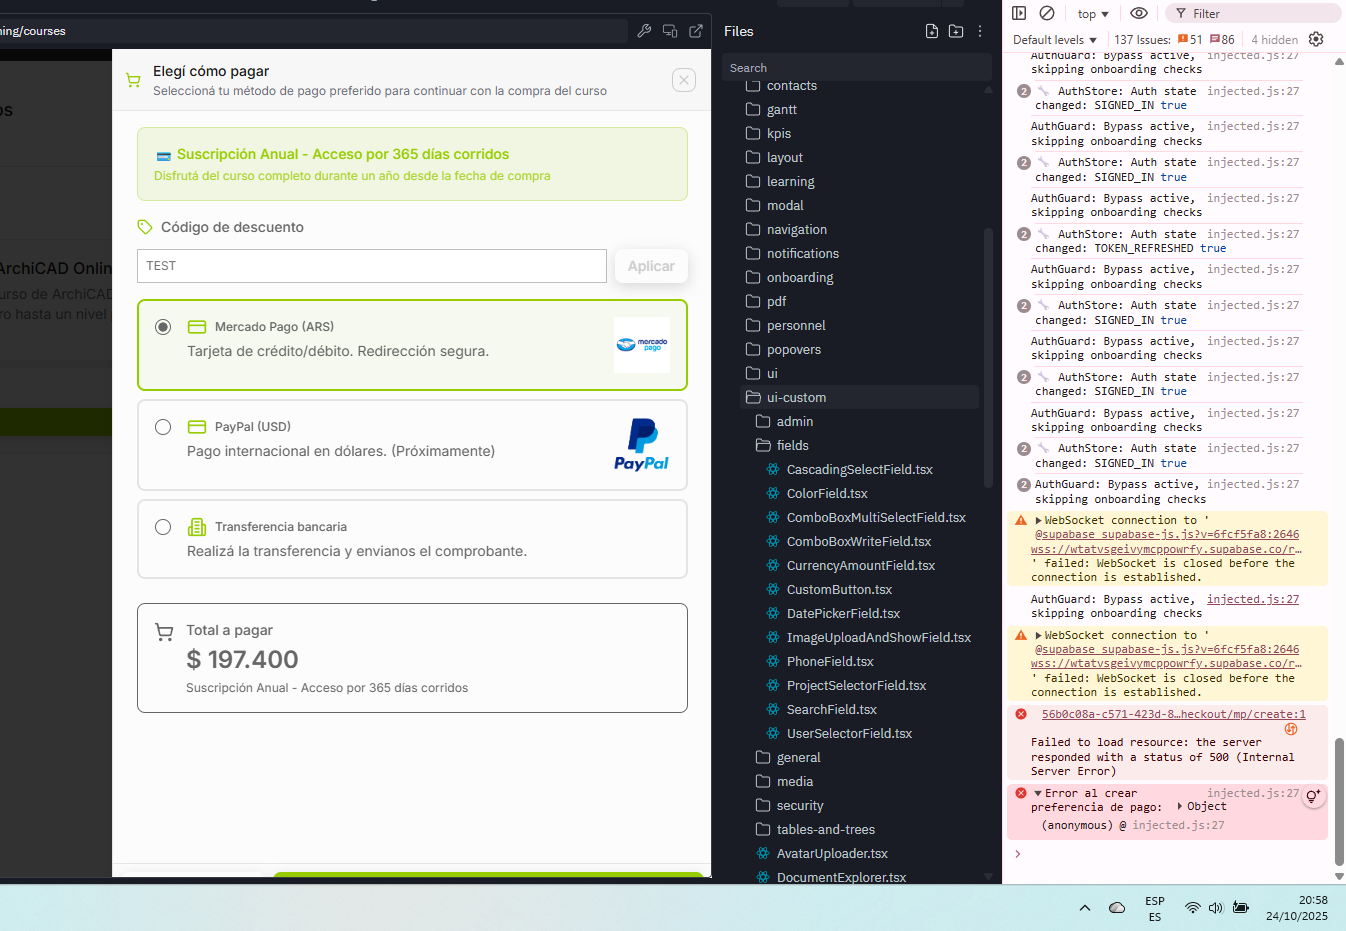 ning/courses
Elegí cómo pagar
Seleccioná tu método de pago preferido para continuar con la compra del curso
os
ArchiCAD Onlin
urso de ArchiCAD
ro hasta un nivel
Suscripción Anual - Acceso por 365 días corridos
Disfrutá del curso completo durante un año desde la fecha de compra
Código de descuento
TEST
Aplicar
Mercado Pago (ARS)
Tarjeta de crédito/débito. Redirección segura.
mercado
pago
PayPal (USD)
Pago internacional en dólares. (Próximamente)
PayPal
Transferencia bancaria
Realizá la transferencia y envianos el comprobante.
Total a pagar
$ 197.400
Suscripción Anual - Acceso por 365 días corridos
Files
Search
contacts
gantt
kpis
layout
learning
modal
navigation
notifications
onboarding
pdf
personnel
popovers
ui
ui-custom
admin
fields
CascadingSelectField.tsx
ColorField.tsx
ComboBoxMultiSelectField.tsx
ComboBoxWriteField.tsx
CurrencyAmountField.tsx
CustomButton.tsx
DatePickerField.tsx
ImageUploadAndShowField.tsx
PhoneField.tsx
ProjectSelectorField.tsx
SearchField.tsx
UserSelectorField.tsx
general
media
security
tables-and-trees
AvatarUploader.tsx
DocumentExplorer.tsx
top
Filter
Default levels
137 Issues: 51 86
4 hidden
AuthGuard: Bypass active, injected.js:27
skipping onboarding checks
2 AuthStore: Auth state injected.js:27
changed: SIGNED_IN true
AuthGuard: Bypass active, injected.js:27
skipping onboarding checks
2 AuthStore: Auth state injected.js:27
changed: SIGNED_IN true
AuthGuard: Bypass active, injected.js:27
skipping onboarding checks
2 AuthStore: Auth state injected.js:27
changed: TOKEN_REFRESHED true
AuthGuard: Bypass active, injected.js:27
skipping onboarding checks
2 AuthStore: Auth state injected.js:27
changed: SIGNED_IN true
AuthGuard: Bypass active, injected.js:27
skipping onboarding checks
2 AuthStore: Auth state injected.js:27
changed: SIGNED_IN true
AuthGuard: Bypass active, injected.js:27
skipping onboarding checks
2 AuthStore: Auth state injected.js:27
changed: SIGNED_IN true
2 AuthGuard: Bypass active, injected.js:27
skipping onboarding checks
WebSocket connection to '
@supabase_supabase-js.js?v=6fcf5fa8:2646
wss://wtatvsgeivymcppowrfy.supabase.co/r…
' failed: WebSocket is closed before the
connection is established.
AuthGuard: Bypass active, injected.js:27
skipping onboarding checks
WebSocket connection to '
@supabase_supabase-js.js?v=6fcf5fa8:2646
wss://wtatvsgeivymcppowrfy.supabase.co/r…
' failed: WebSocket is closed before the
connection is established.
56b0c08a-c571-423d-8…heckout/mp/create:1
Failed to load resource: the server
responded with a status of 500 (Internal
Server Error)
Error al crear injected.js:27
preferencia de pago: Object
(anonymous) @ injected.js:27
ESP
ES
20:58
24/10/2025